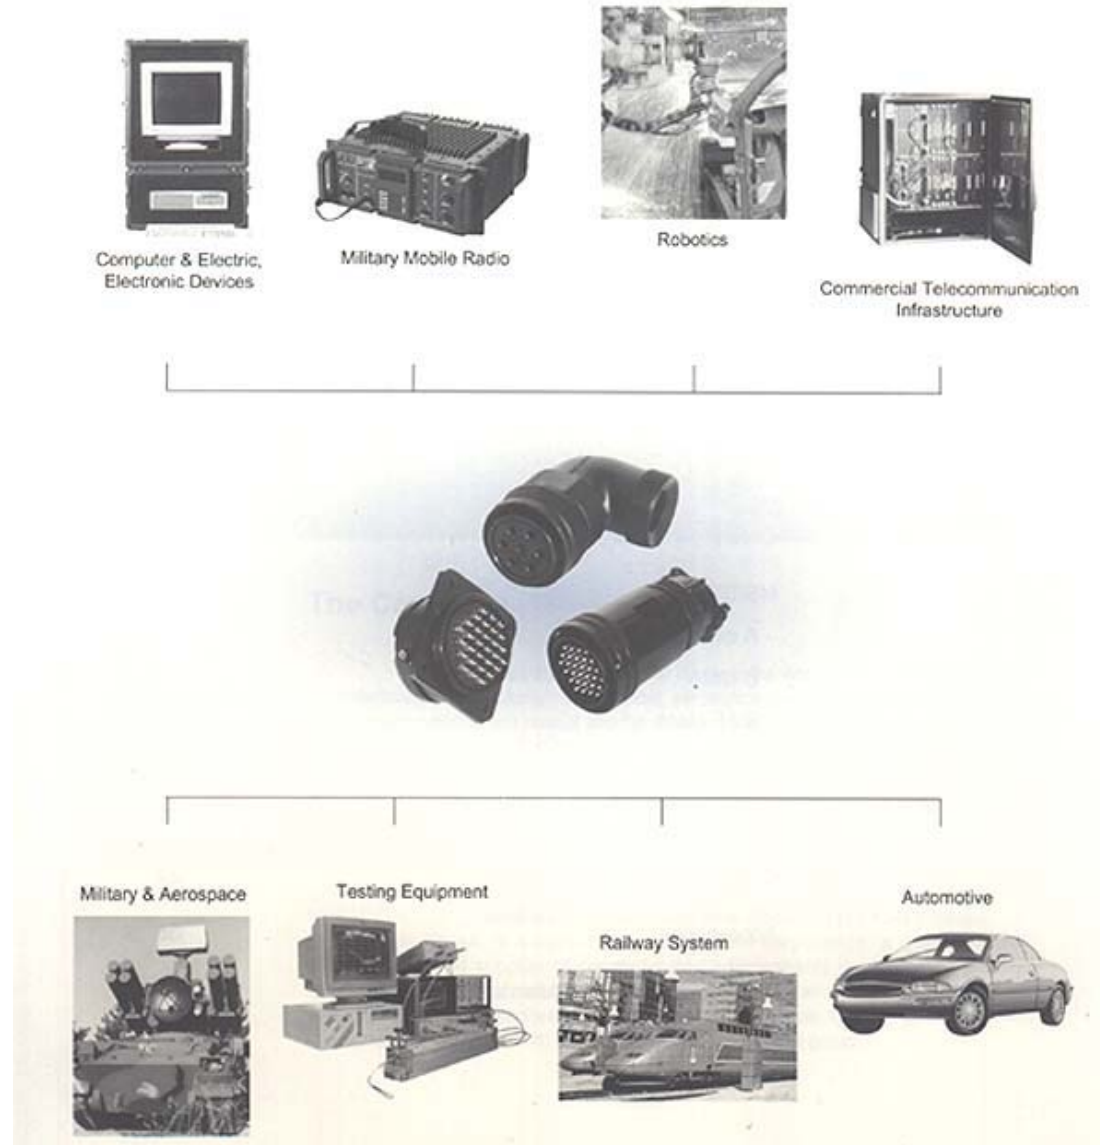 Computer & Electric,
Electronic Devices
Military Mobile Radio
Robotics
Commercial Telecommunication
Infrastructure
Military & Aerospace
Testing Equipment
Railway System
Automotive